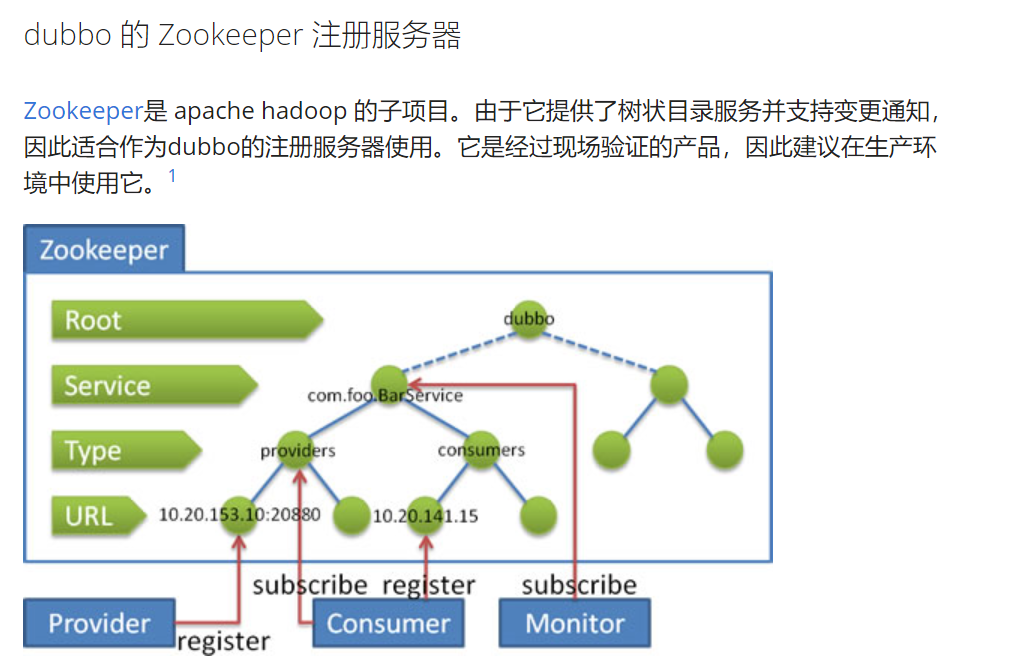 dubbo 的 Zookeeper 注册服务器
Zookeeper是 apache hadoop 的子项目。由于它提供了树状目录服务并支持变更通知，
因此适合作为dubbo的注册服务器使用。它是经过现场验证的产品，因此建议在生产环
境中使用它。1
Zookeeper
Root
dubbo
Service
com.foo.BarService
Type
providers
consumers
URL
10.20.153.10:20880
10.20.141.15
subscribe
register
subscribe
Provider
register
Consumer
Monitor